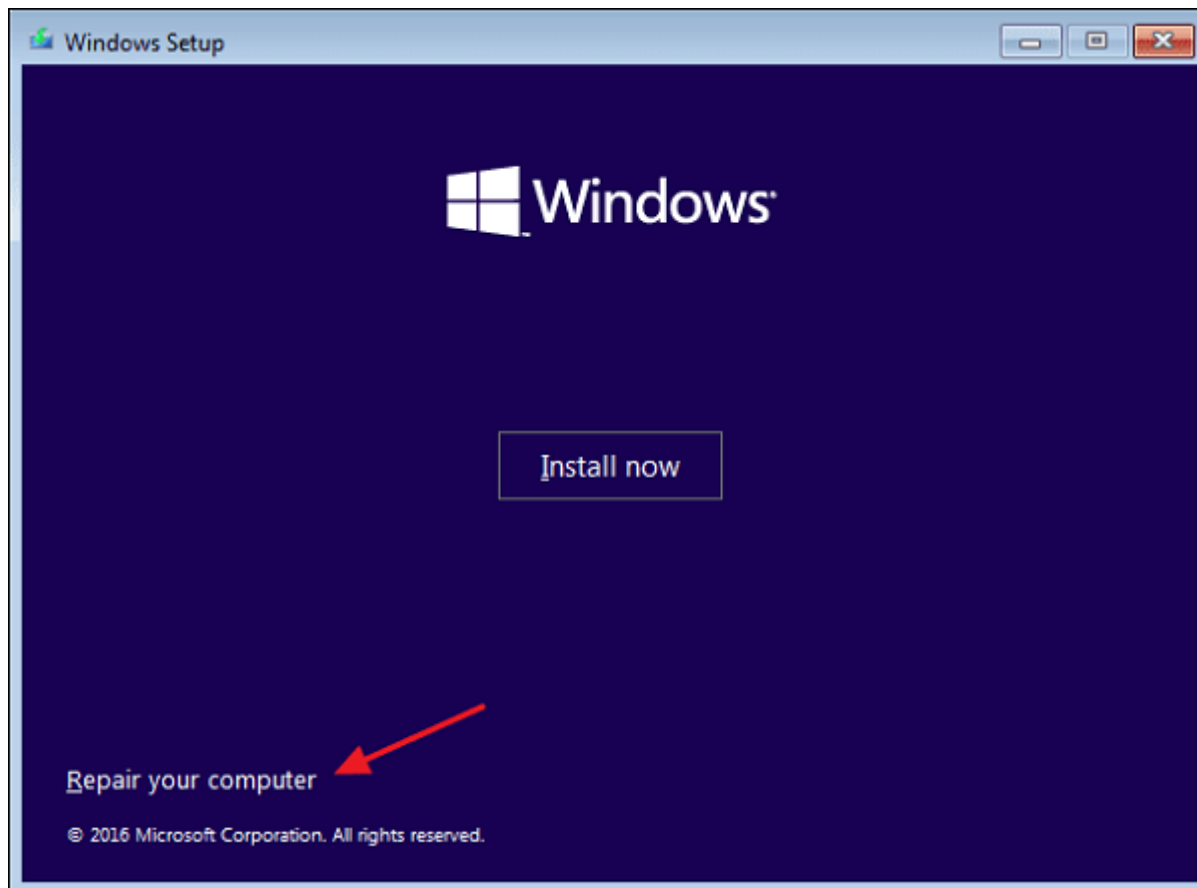 Windows Setup
Windows
Install now
Repair your computer
© 2016 Microsoft Corporation. All rights reserved.